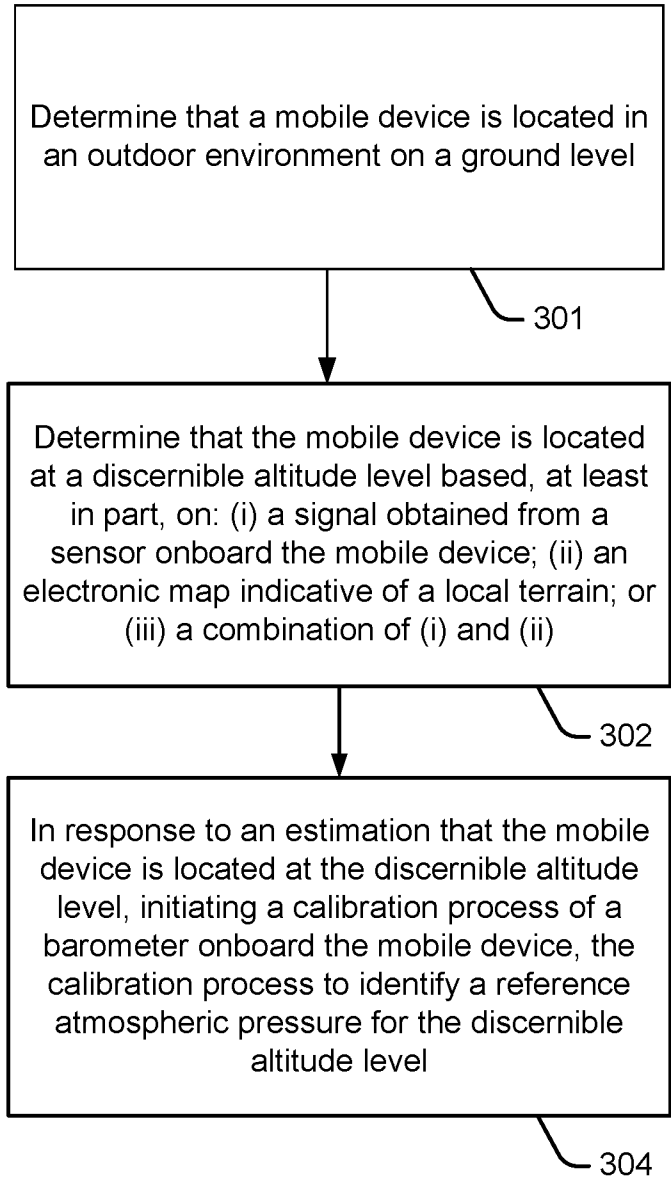 Determine that a mobile device is located in
an outdoor environment on a ground level
301
Determine that the mobile device is located
at a discernible altitude level based, at least
in part, on: (i) a signal obtained from a
sensor onboard the mobile device; (ii) an
electronic map indicative of a local terrain; or
(iii) a combination of (i) and (ii)
302
In response to an estimation that the mobile
device is located at the discernible altitude
level, initiating a calibration process of a
barometer onboard the mobile device, the
calibration process to identify a reference
atmospheric pressure for the discernible
altitude level
304